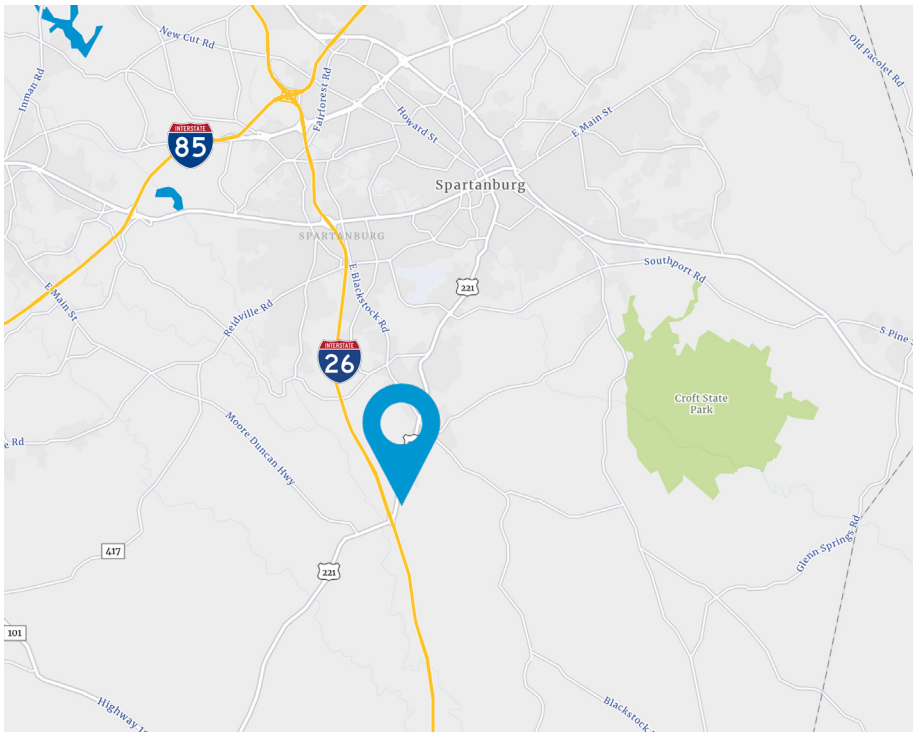 New Cut Rd
Old Pacolet Rd
Inman Rd
Fairforest Rd
Howard St
E Main St
INTERSTATE
85
Spartanburg
SPARTANBURG
Southport Rd
E Blackstock Rd
221
E Main St
Reidville Rd
S Pine
INTERSTATE
26
Croft State
Park
Moore Duncan Hwy
e Rd
417
221
Glenn Springs Rd
101
Highway 1
Blackstock